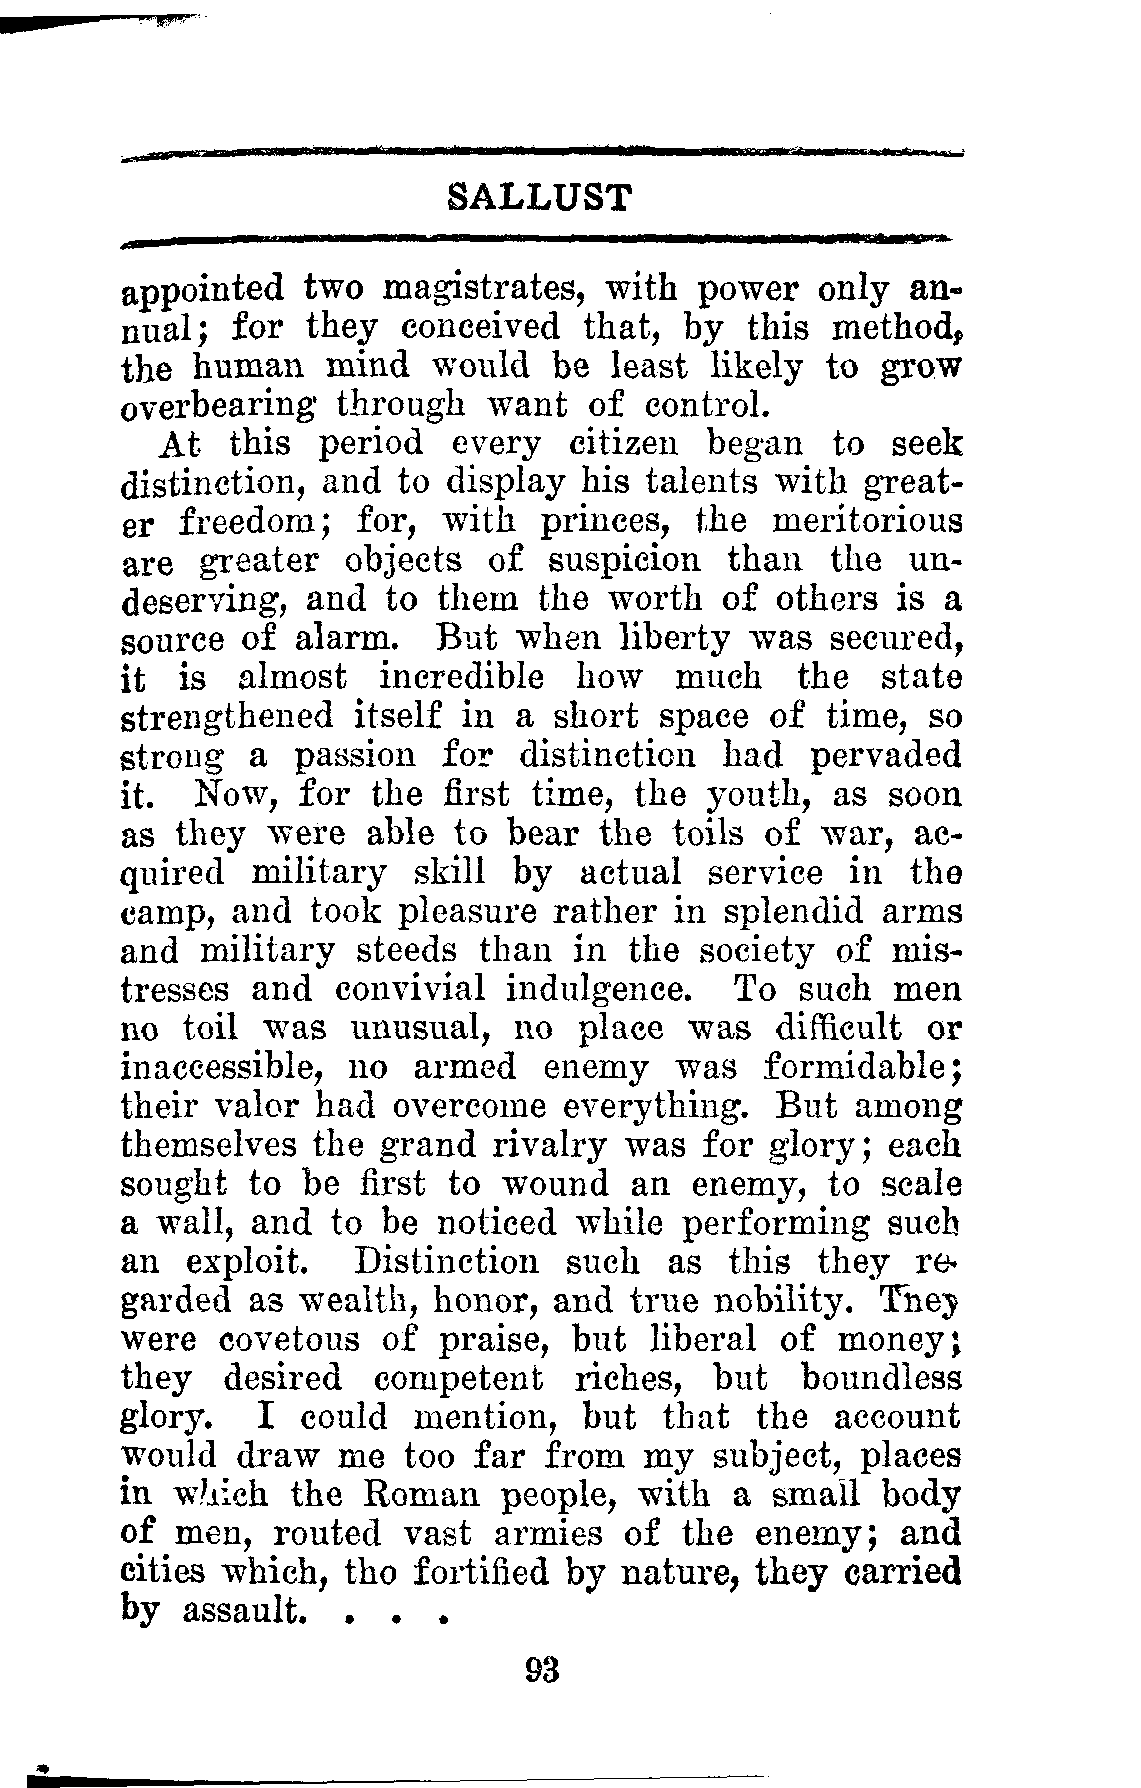 SALLUST
appointed two magistrates, with power only an-
nual; for they conceived that, by this method,
the human mind would be least likely to grow
overbearing through want of control.
At this period every citizen began to seek
distinction, and to display his talents with great-
er freedom; for, with princes, the meritorious
are greater objects of suspicion than the un-
deserving, and to them the worth of others is a
source of alarm. But when liberty was secured,
it is almost incredible how much the state
strengthened itself in a short space of time, so
strong a passion for distinction had pervaded
it. Now, for the first time, the youth, as soon
as they were able to bear the toils of war, ac-
quired military skill by actual service in the
camp, and took pleasure rather in splendid arms
and military steeds than in the society of mis-
tresses and convivial indulgence. To such men
no toil was unusual, no place was difficult or
inaccessible, no armed enemy was formidable;
their valor had overcome everything. But among
themselves the grand rivalry was for glory; each
sought to be first to wound an enemy, to scale
a wall, and to be noticed while performing such
an exploit. Distinction such as this they re-
garded as wealth, honor, and true nobility. They
were covetous of praise, but liberal of money;
they desired competent riches, but boundless
glory. I could mention, but that the account
would draw me too far from my subject, places
in which the Roman people, with a small body
of men, routed vast armies of the enemy; and
cities which, tho fortified by nature, they carried
by assault. . . .
93